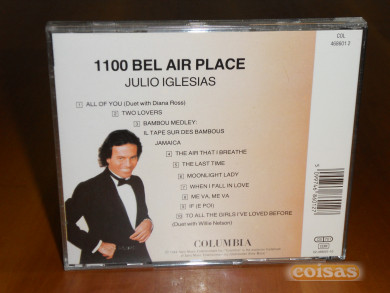 1100 BEL AIR PLACE
JULIO IGLESIAS
COL
1 ALL OF YOU (Duet with Diana Ross)
2 TWO LOVERS
3 BAMBOU MEDLEY:
IL TAPE SUR DES BAMBOUS
JAMAICA
4 THE AIR THAT I BREATHE
5 THE LAST TIME
6 MOONLIGHT LADY
7 WHEN I FALL IN LOVE
8 ME VA, ME VA
9 IF (E POI)
10 TO ALL THE GIRLS I'VE LOVED BEFORE
(Duet with Willie Nelson)
COLUMBIA
coisas